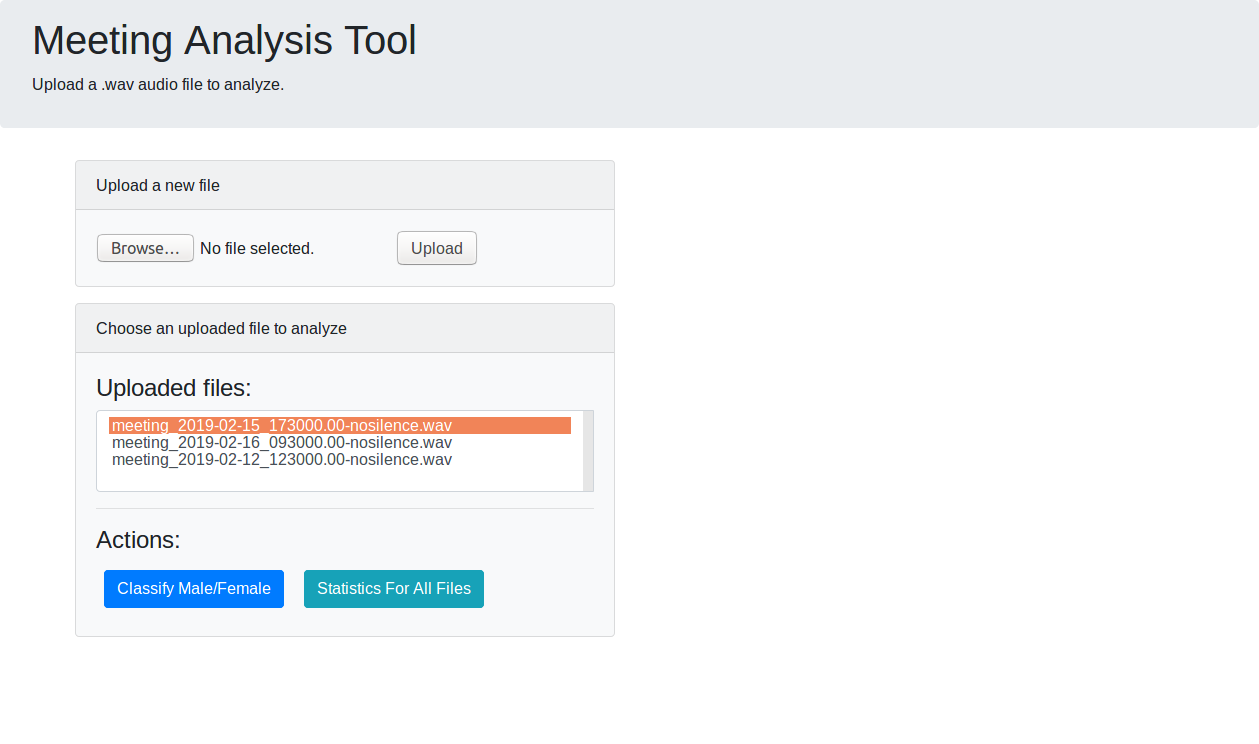 Meeting Analysis Tool
Upload a .wav audio file to analyze.
Upload a new file
Browse... No file selected. Upload
Choose an uploaded file to analyze
Uploaded files:
meeting_2019-02-15_173000.00-nosilence.wav
meeting_2019-02-16_093000.00-nosilence.wav
meeting_2019-02-12_123000.00-nosilence.wav
Actions:
Classify Male/Female Statistics For All Files